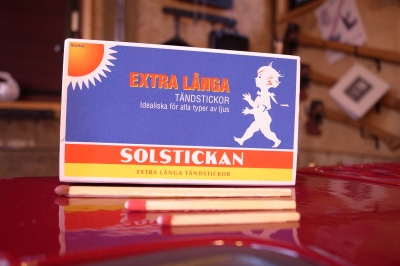 EXTRA LÅNGA
TÄNDSTICKOR
Idealiska för alla typer av ljus
SOLSTICKAN
EXTRA LÅNGA TÄNDSTICKOR